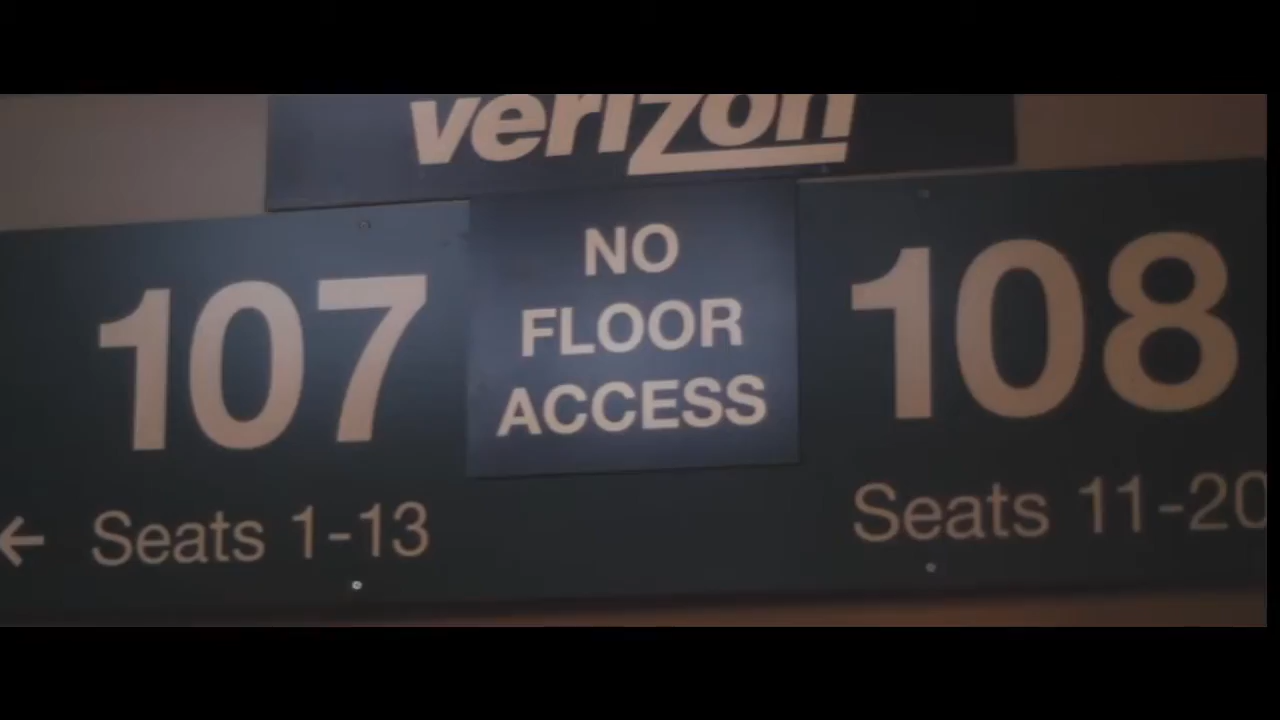 verizon
107
NO
FLOOR
ACCESS
108
← Seats 1-13
Seats 11-20